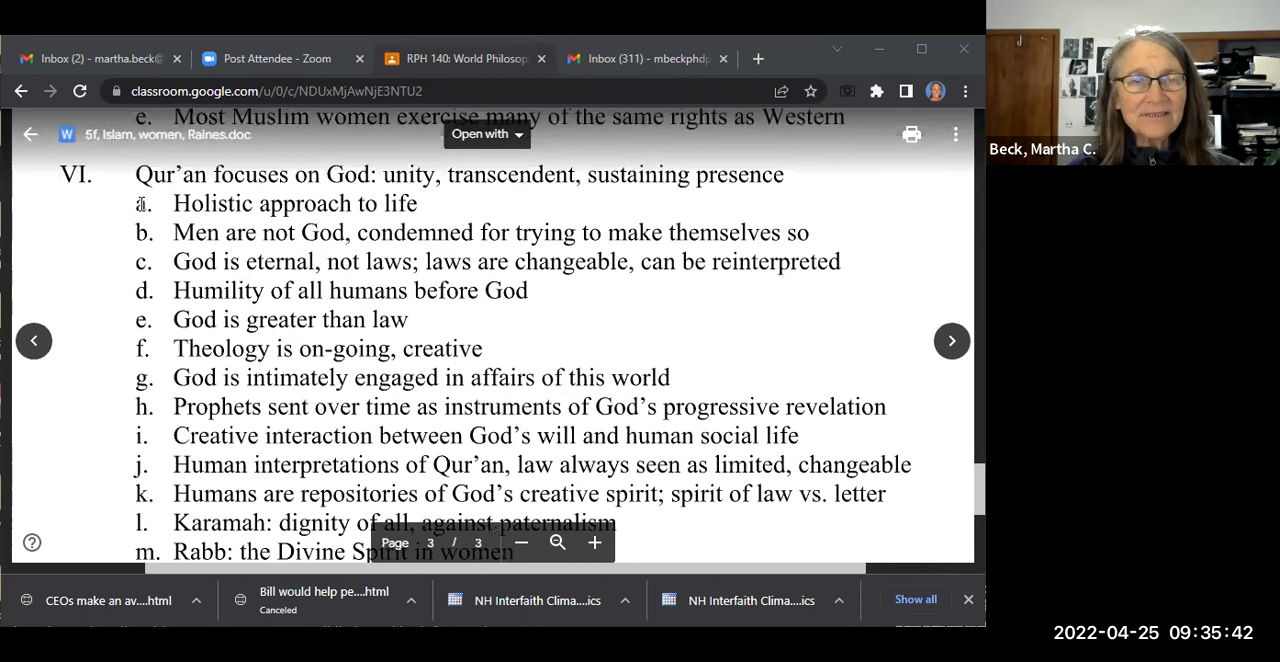 Inbox (2) - martha.beck@
Post Attendee - Zoom
RPH 140: World Philosop
Inbox (311) - mbeckphdp
classroom.google.com/u/0/c/NDUxMjAwNjE3NTU2
e. Most Muslim women exercise many of the same rights as Western
W 5f, Islam, women, Raines.doc
Open with
VI. Qur'an focuses on God: unity, transcendent, sustaining presence
a. Holistic approach to life
b. Men are not God, condemned for trying to make themselves so
c. God is eternal, not laws; laws are changeable, can be reinterpreted
d. Humility of all humans before God
e. God is greater than law
f. Theology is on-going, creative
g. God is intimately engaged in affairs of this world
h. Prophets sent over time as instruments of God's progressive revelation
i. Creative interaction between God's will and human social life
j. Human interpretations of Qur'an, law always seen as limited, changeable
k. Humans are repositories of God's creative spirit; spirit of law vs. letter
l. Karamah: dignity of all, against paternalism
m. Rabb: the Divine Spirit in women
Page 3 / 3
CEOs make an av....html
Bill would help pe....html
Canceled
NH Interfaith Clima....ics
NH Interfaith Clima....ics
Show all
Beck, Martha C.
2022-04-25 09:35:42